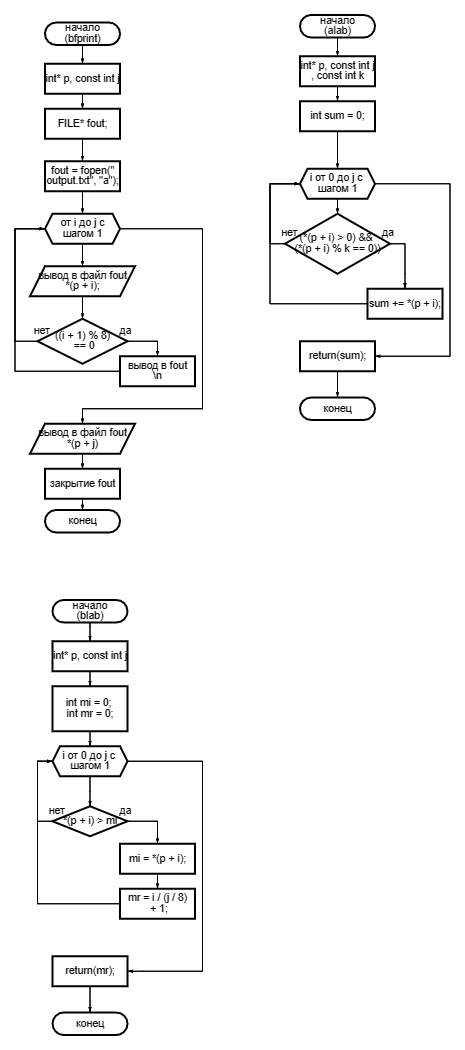 начало
(bfprint)
int* p, const int j
FILE* fout;
fout = fopen("
output.txt", "a");
от i до j с
шагом 1
вывод в файл fout
*(p + i);
нет
((i + 1) % 8)
== 0
да
вывод в fout
\n
вывод в файл fout
*(p + j)
закрытие fout
конец
начало
(alab)
int* p, const int j
, const int k
int sum = 0;
i от 0 до j с
шагом 1
нет
да
(*(p + i) > 0) &&
(*(p + i) % k == 0))
sum += *(p + i);
return(sum);
конец
начало
(blab)
int* p, const int j
int mi = 0;
int mr = 0;
i от 0 до j с
шагом 1
нет
да
*(p + i) > mi
mi = *(p + i);
mr = i / (j / 8)
+ 1;
return(mr);
конец